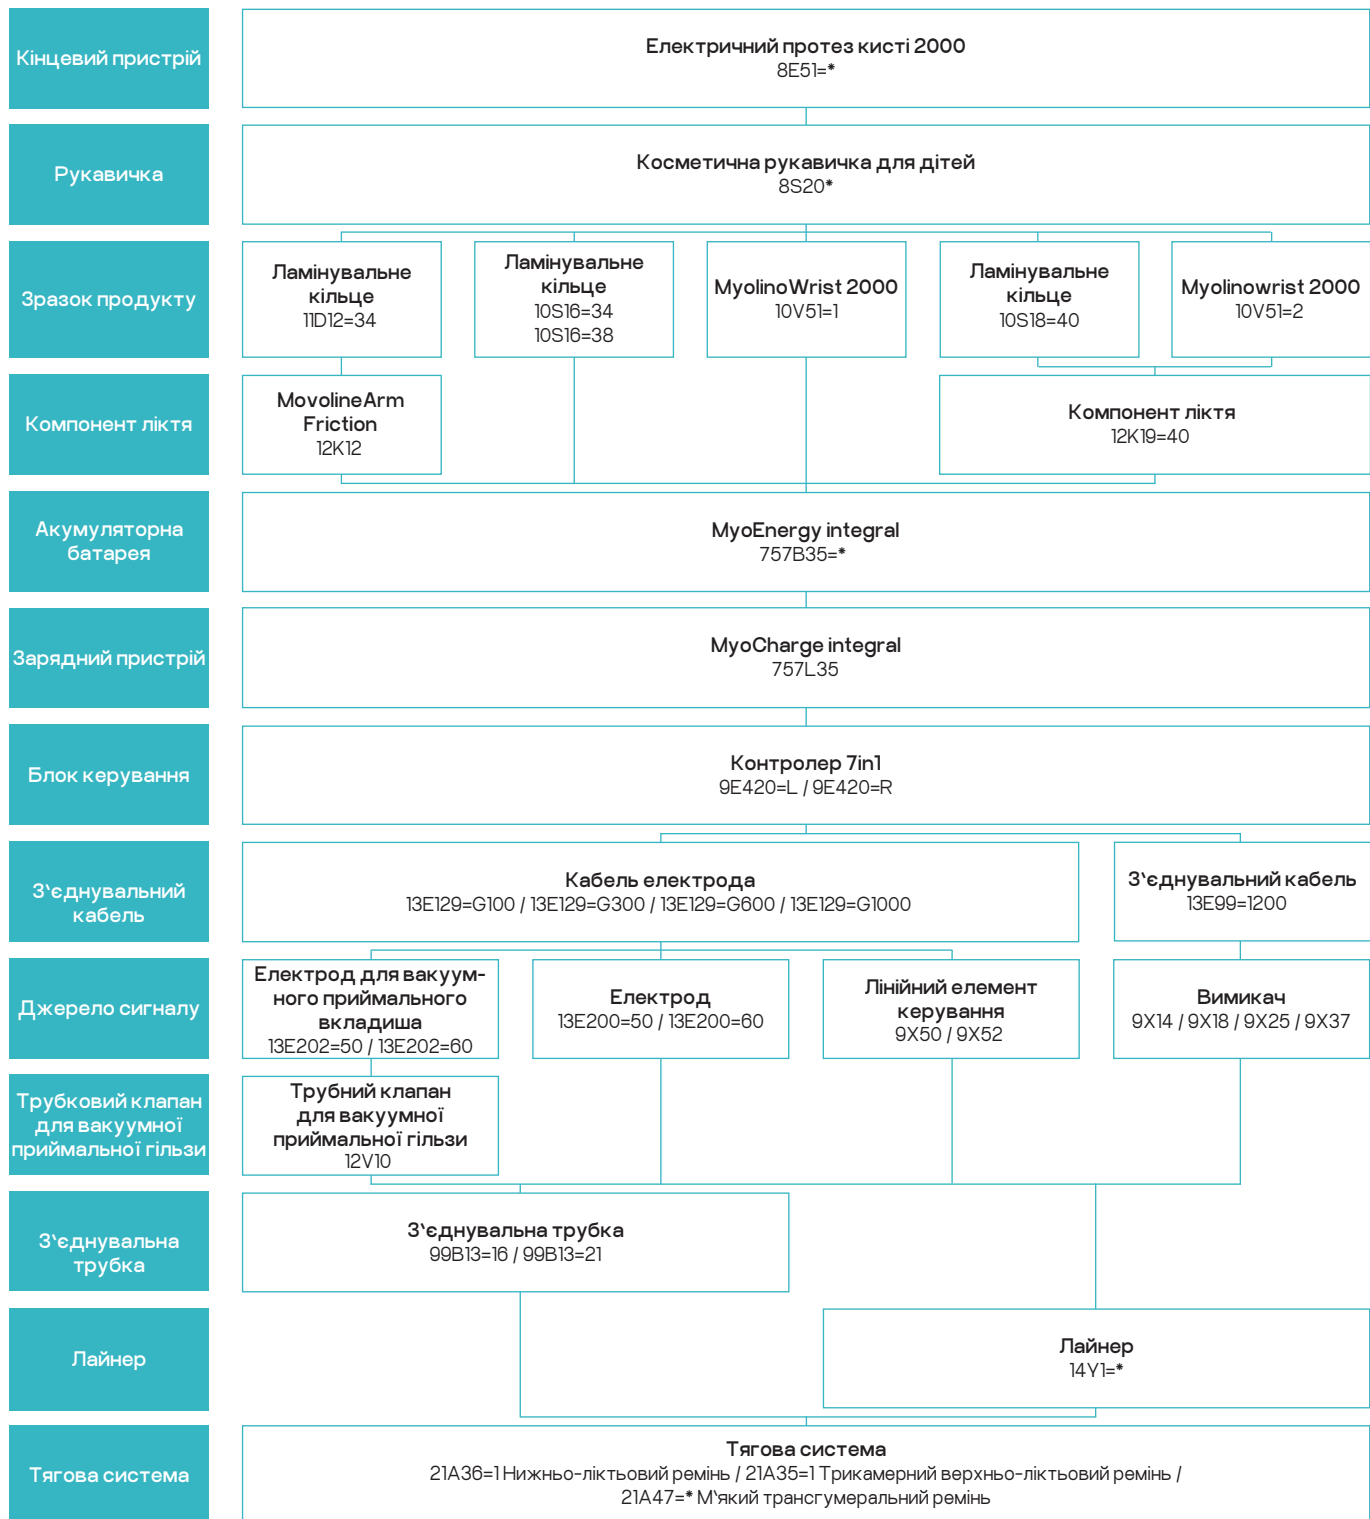 Кінцевий пристрій
Електричний протез кисті 2000
8E51=*
Рукавичка
Косметична рукавичка для дітей
8S20*
Зразок продукту
Ламінувальне
кільце
11D12=34
Ламінувальне
кільце
10S16=34
10S16=38
MyolinoWrist 2000
10V51=1
Ламінувальне
кільце
10S18=40
Myolinowrist 2000
10V51=2
Компонент ліктя
MovolineArm
Friction
12K12
Компонент ліктя
12K19=40
Акумуляторна
батарея
MyoEnergy integral
757B35=*
Зарядний пристрій
MyoCharge integral
757L35
Блок керування
Контролер 7in1
9E420=L / 9E420=R
З‘єднувальний
кабель
Кабель електрода
13E129=G100 / 13E129=G300 / 13E129=G600 / 13E129=G1000
З‘єднувальний кабель
13E99=1200
Джерело сигналу
Електрод для вакуум-
ного приймального
вкладиша
13E202=50 / 13E202=60
Електрод
13E200=50 / 13E200=60
Лінійний елемент
керування
9X50 / 9X52
Вимикач
9X14 / 9X18 / 9X25 / 9X37
Трубковий клапан
для вакуумної
приймальної гільзи
Трубний клапан
для вакуумної
приймальної гільзи
12V10
З‘єднувальна
трубка
З‘єднувальна трубка
99B13=16 / 99B13=21
Лайнер
Лайнер
14Y1=*
Тягова система
Тягова система
21A36=1 Нижньо-ліктьовий ремінь / 21A35=1 Трикамерний верхньо-ліктьовий ремінь /
21A47=* М‘який трансгумеральний ремінь